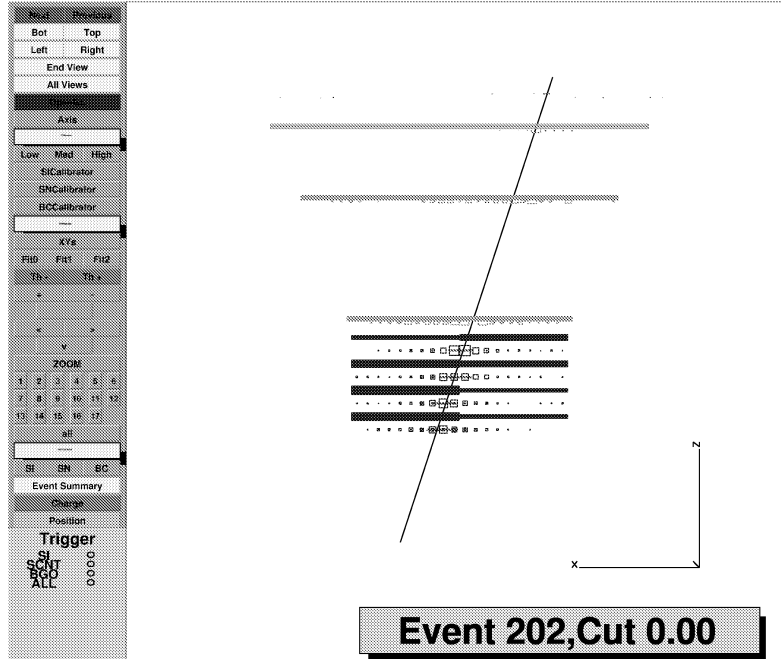 Next Previous
Bot Top
Left Right
End View
All Views
Axis
Low Med High
SICalibrator
SNCalibrator
BCCalibrator
XYs
Fit0 Fit1 Fit2
Th - Th +
+ -
< >
v
ZOOM
1 2 3 4 5 6
7 8 9 10 11 12
13 14 15 16 17
all
SI SN BC
Event Summary
Charge
Position
Trigger
SI
SCNT
BGO
ALL
Z
X
Event 202,Cut 0.00